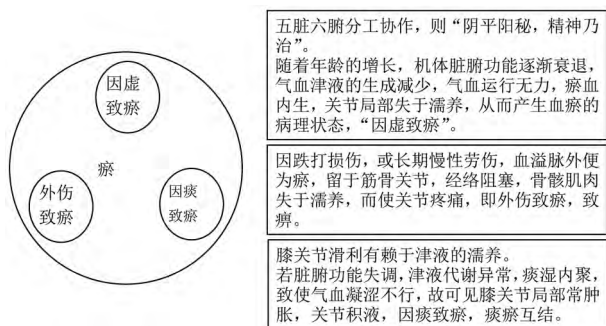 因虚
致瘀
瘀
外伤
致瘀
因痰
致瘀
五脏六腑分工协作，则“阴平阳秘，精神乃
治”。
随着年龄的增长，机体脏腑功能逐渐衰退，
气血津液的生成减少，气血运行无力，瘀血
内生，关节局部失于濡养，从而产生血瘀的
病理状态，“因虚致瘀”。
因跌打损伤，或长期慢性劳伤，血溢脉外便
为瘀，留于筋骨关节，经络阻塞，骨骼肌肉
失于濡养，而使关节疼痛，即外伤致瘀，致
痹。
膝关节滑利有赖于津液的濡养。
若脏腑功能失调，津液代谢异常，痰湿内聚，
致使气血凝涩不行，故可见膝关节局部常肿
胀，关节积液，因痰致瘀，痰瘀互结。